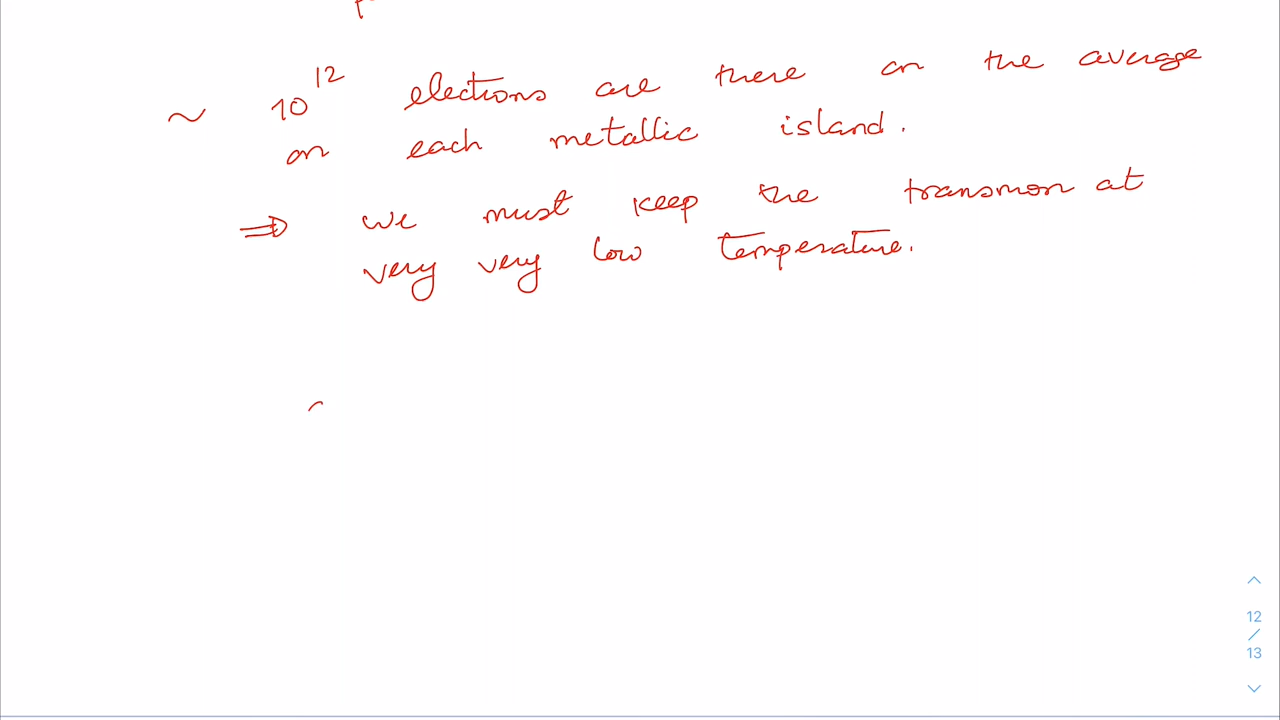 ~ 10^12 electrons are there on the average
on each metallic island.
⇒ we must keep the transmon at
very very low temperature.
12
/
13